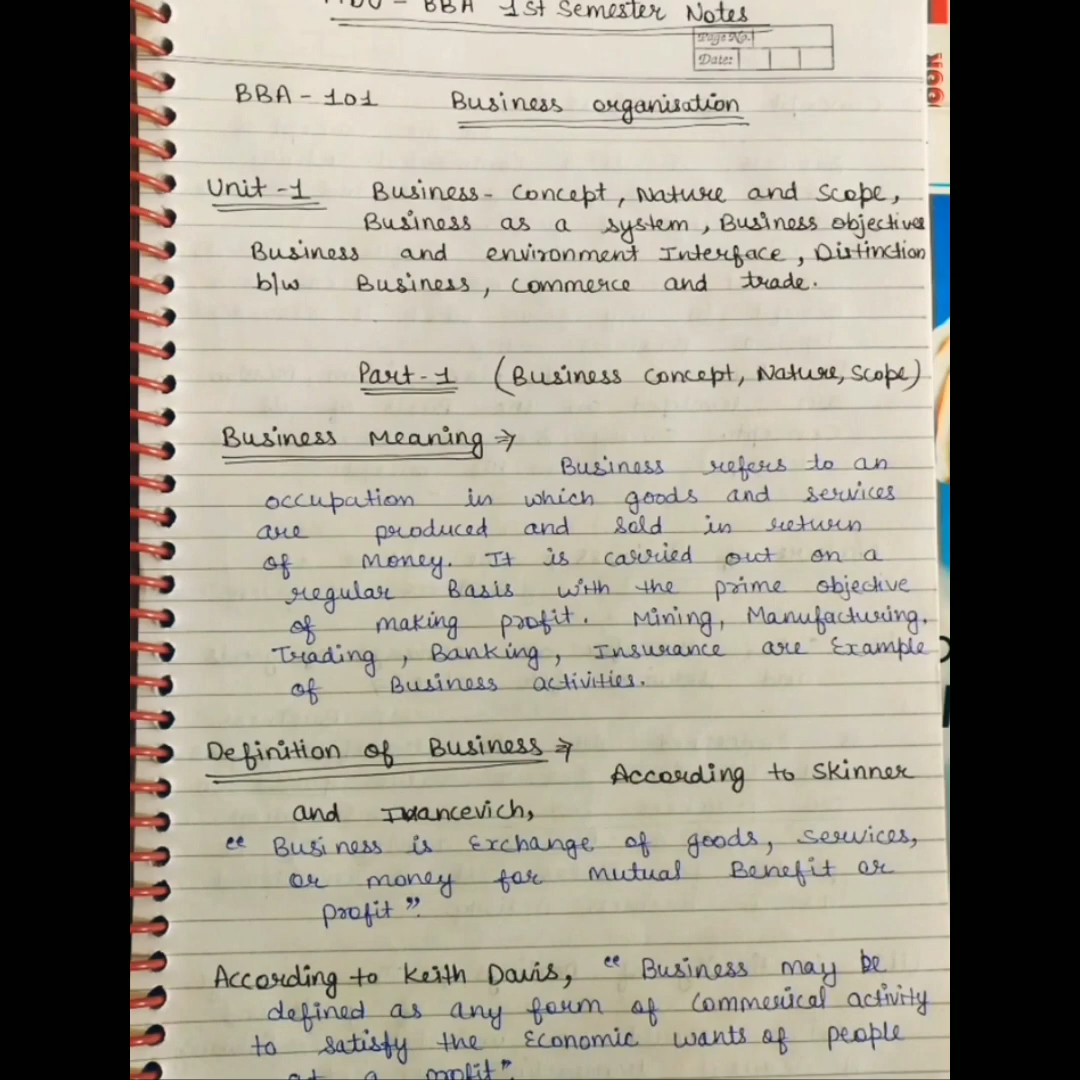 MDU - BBA 1st Semester Notes
Page No.
Date:
BBA - 101 Business organisation
Unit - 1 Business - Concept, Nature and Scope,
Business as a system, Business objectives
Business and environment Interface, Distinction
b/w Business, Commerce and trade.
Part - 1 (Business Concept, Nature, Scope)
Business Meaning ⇒
Business refers to an
occupation in which goods and services
are produced and sold in return
of money. It is carried out on a
regular Basis with the prime objective
of making profit. Mining, Manufacturing,
Trading, Banking, Insurance are Example
of Business activities.
Definition of Business ⇒
According to Skinner
and Ivancevich,
“Business is Exchange of goods, services,
or money for mutual Benefit or
profit”.
According to Keith Davis, “Business may be
defined as any form of Commerical activity
to satisfy the Economic wants of people
at a profit”